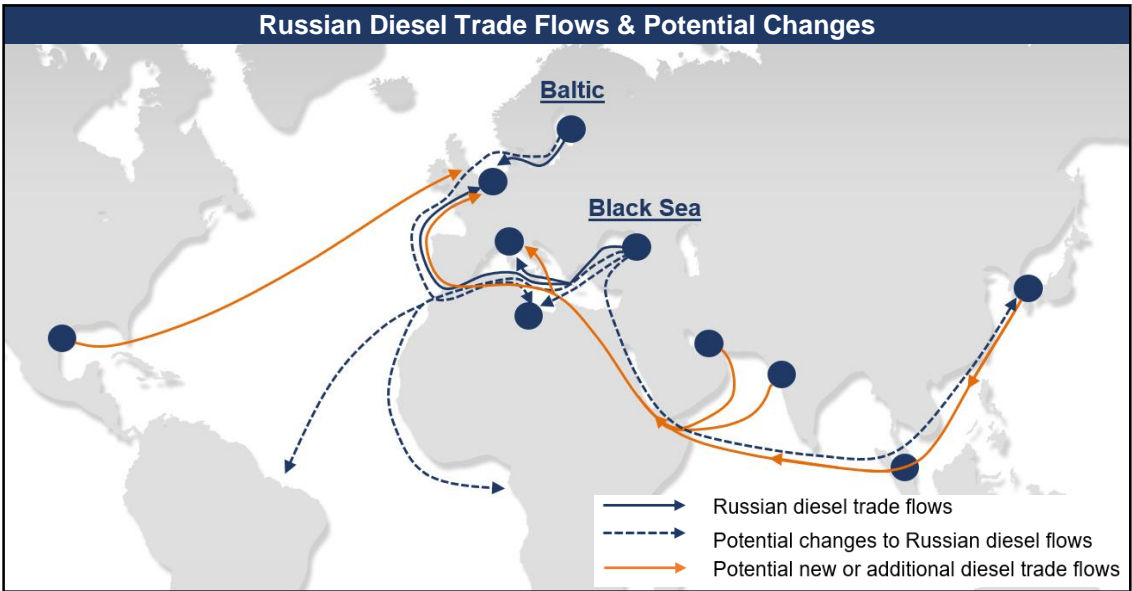 Russian Diesel Trade Flows & Potential Changes
Baltic
Black Sea
Russian diesel trade flows
Potential changes to Russian diesel flows
Potential new or additional diesel trade flows